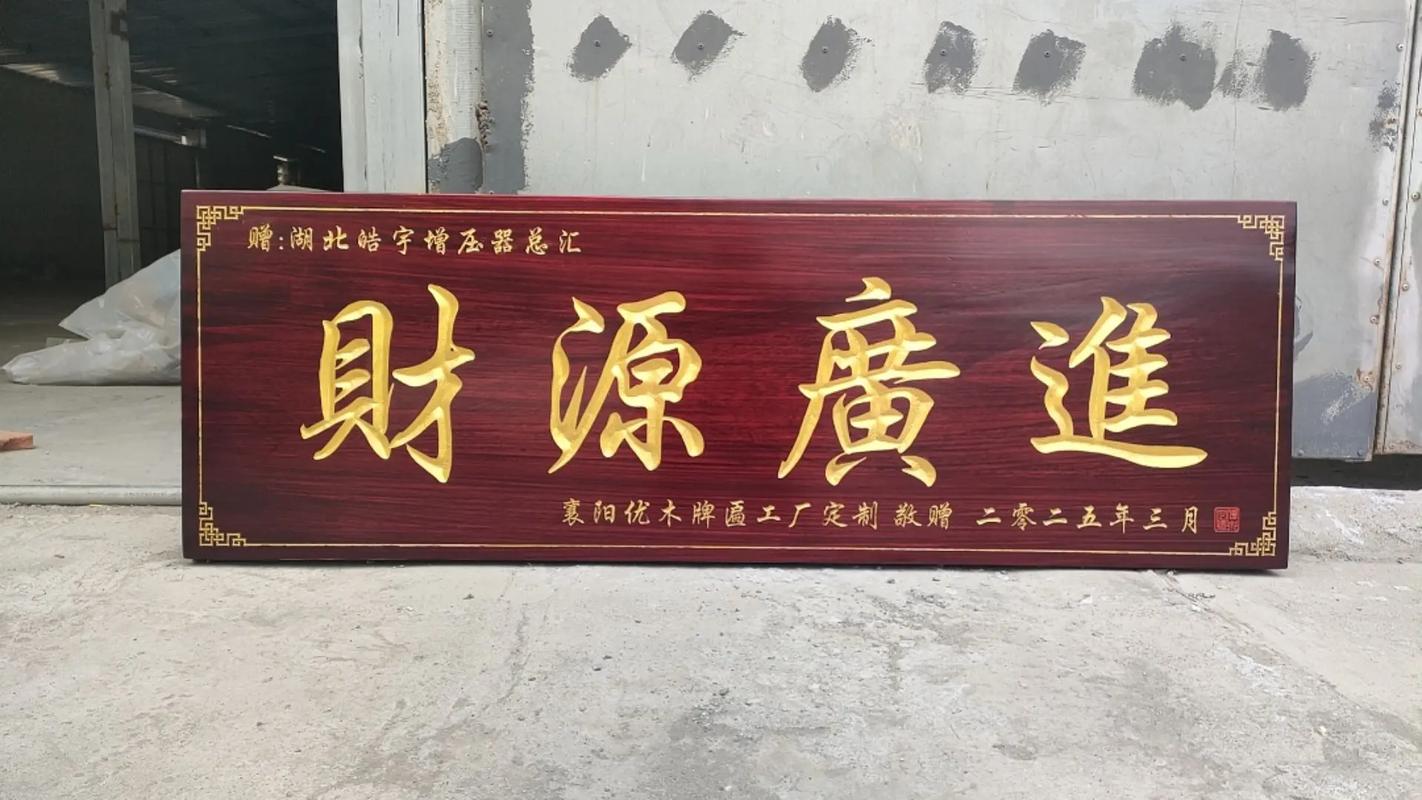 赠:湖北皓宇增压器总汇
財源廣進
襄阳优木牌匾工厂定制 敬赠 二零二五年三月